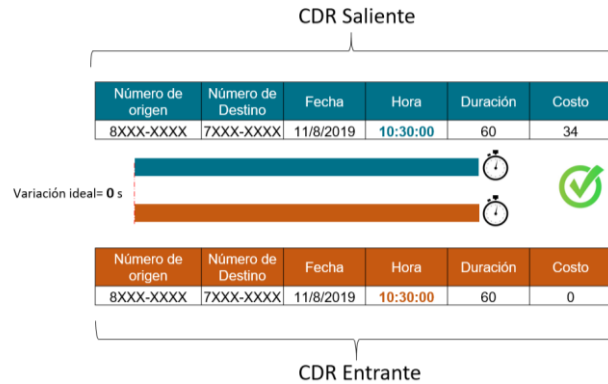 CDR Saliente
Número de origen Número de Destino Fecha Hora Duración Costo
8XXX-XXXX 7XXX-XXXX 11/8/2019 10:30:00 60 34
Variación ideal= 0 s
Número de origen Número de Destino Fecha Hora Duración Costo
8XXX-XXXX 7XXX-XXXX 11/8/2019 10:30:00 60 0
CDR Entrante